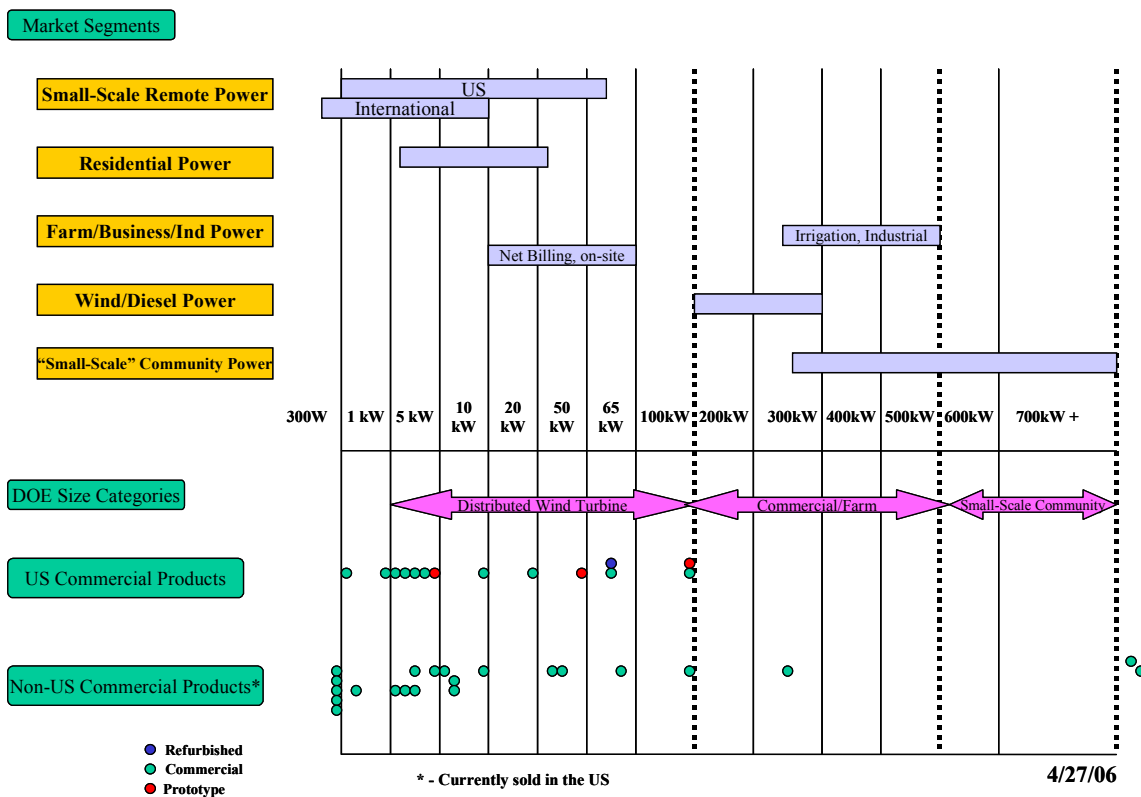 Market Segments
Small-Scale Remote Power
US
International
Residential Power
Farm/Business/Ind Power
Irrigation, Industrial
Net Billing, on-site
Wind/Diesel Power
“Small-Scale” Community Power
300W 1 kW 5 kW 10 kW 20 kW 50 kW 65 kW 100kW 200kW 300kW 400kW 500kW 600kW 700kW +
DOE Size Categories
Distributed Wind Turbine
Commercial/Farm
Small-Scale Community
US Commercial Products
Non-US Commercial Products*
Refurbished
Commercial
Prototype
* - Currently sold in the US
4/27/06